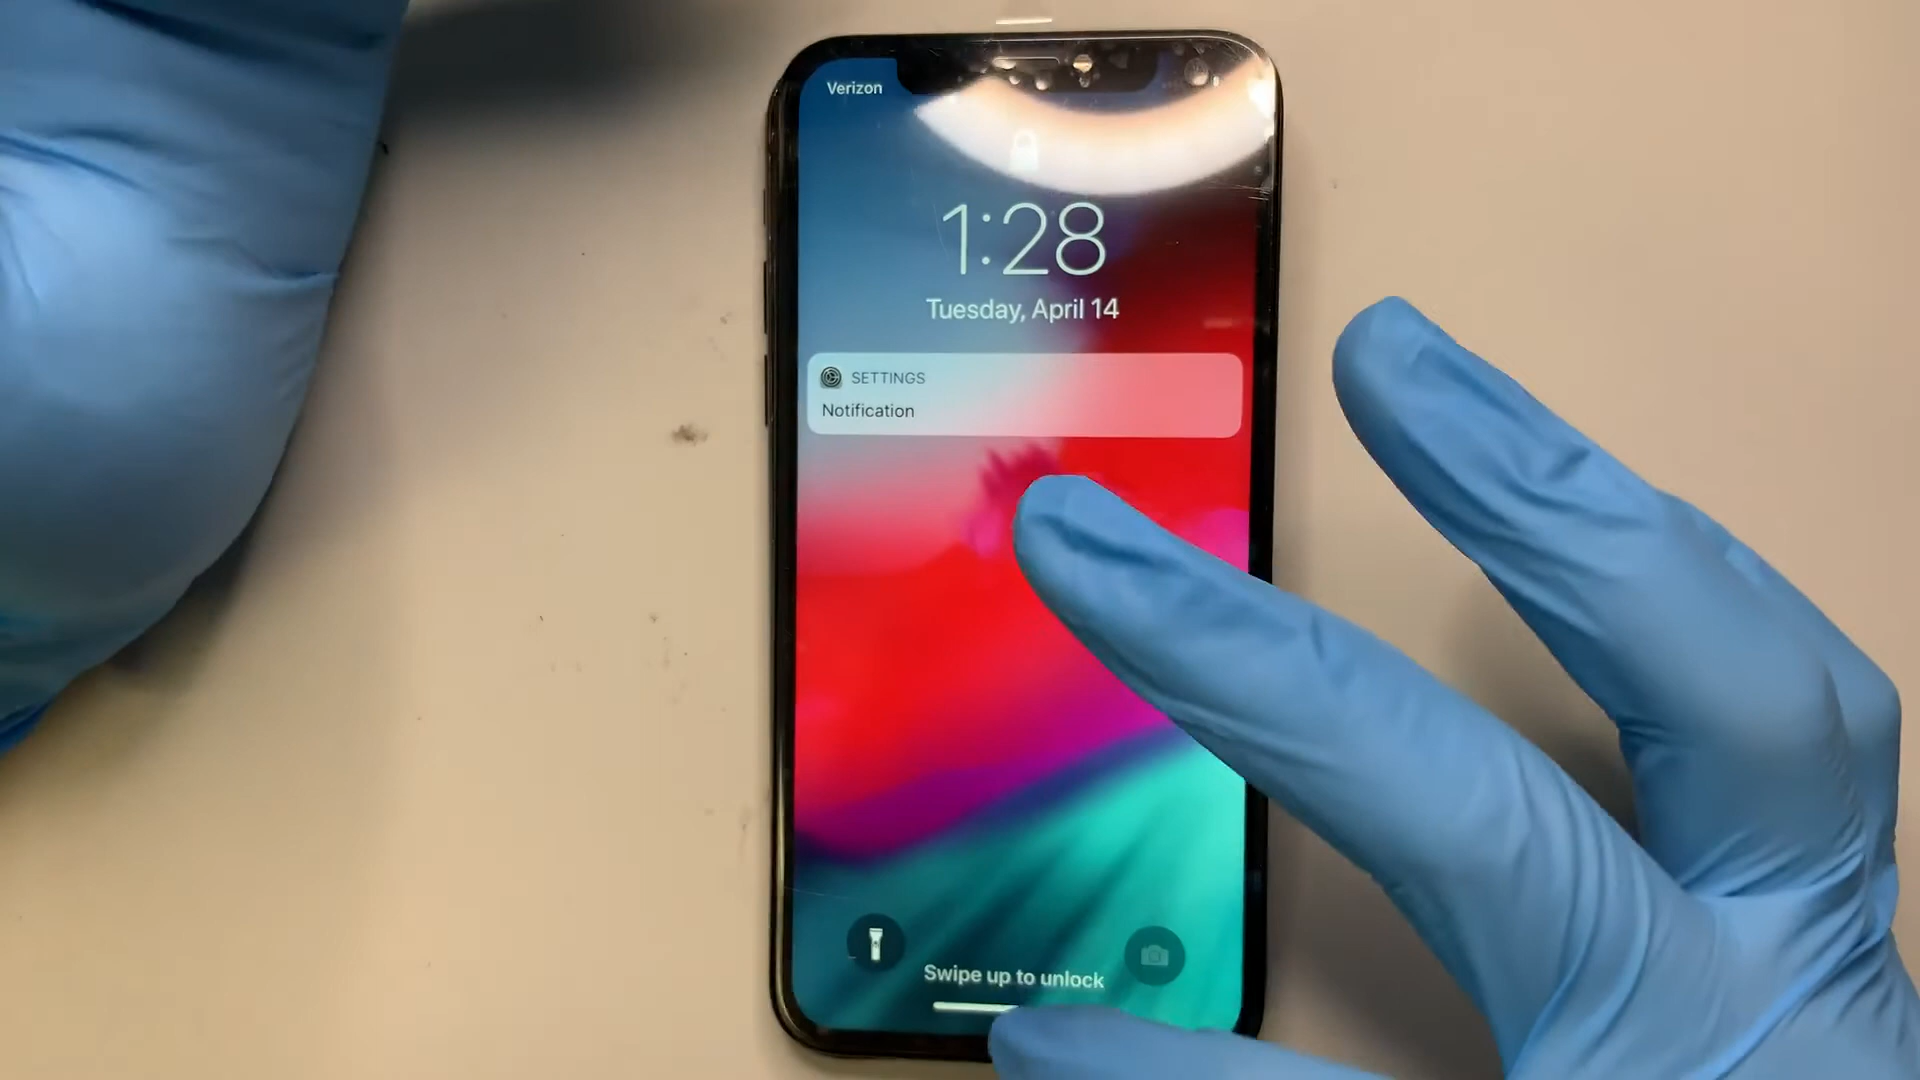 Verizon
1:28
Tuesday, April 14
SETTINGS
Notification
Swipe up to unlock